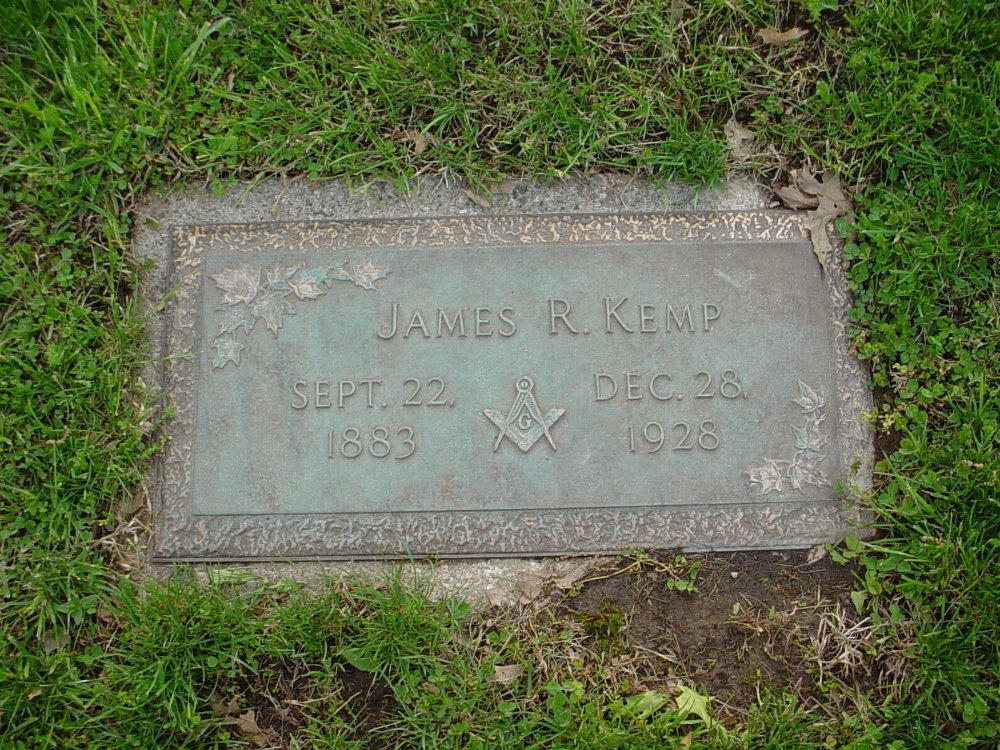 JAMES R. KEMP
SEPT. 22, DEC. 28,
G
1883 1928